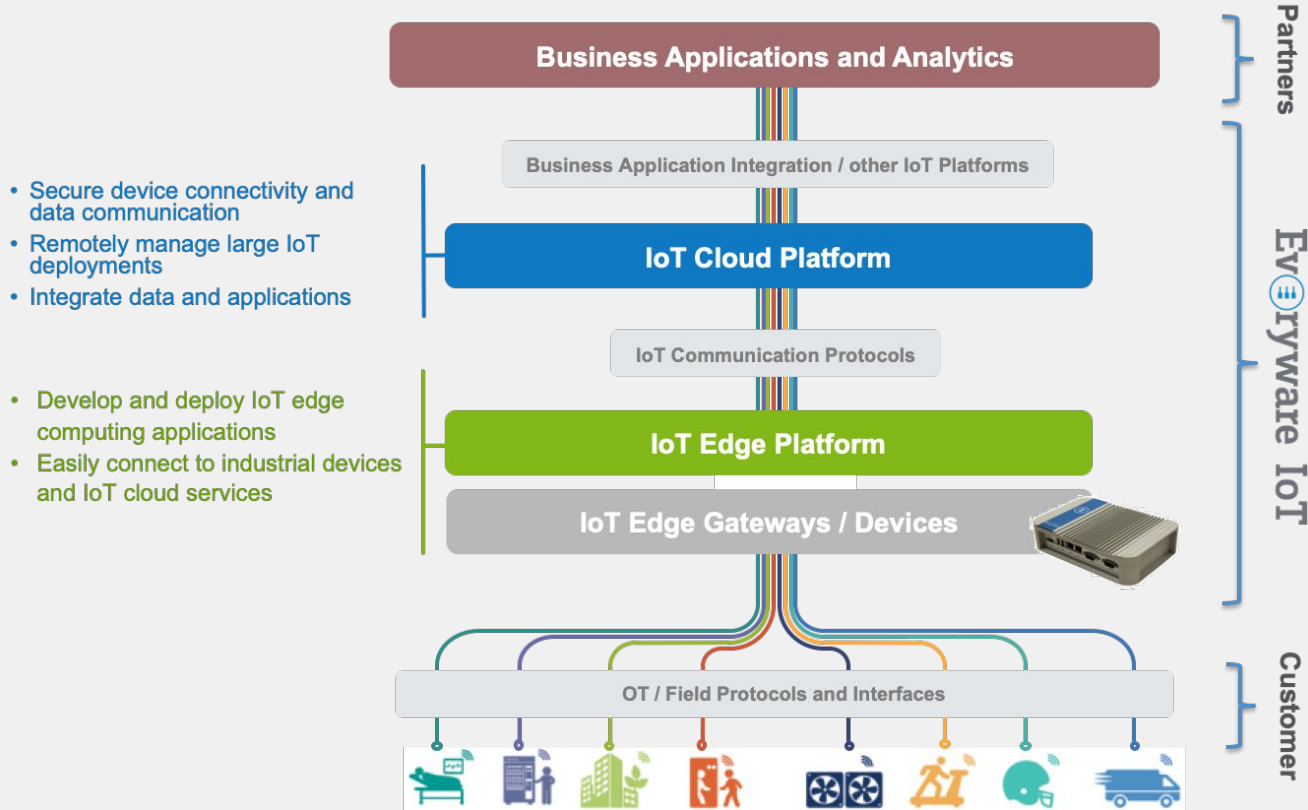 Partners
Business Applications and Analytics
Business Application Integration / other IoT Platforms
• Secure device connectivity and
data communication
• Remotely manage large IoT
deployments
• Integrate data and applications
IoT Cloud Platform
Everyware IoT
IoT Communication Protocols
• Develop and deploy IoT edge
computing applications
• Easily connect to industrial devices
and IoT cloud services
IoT Edge Platform
IoT Edge Gateways / Devices
OT / Field Protocols and Interfaces
Customer